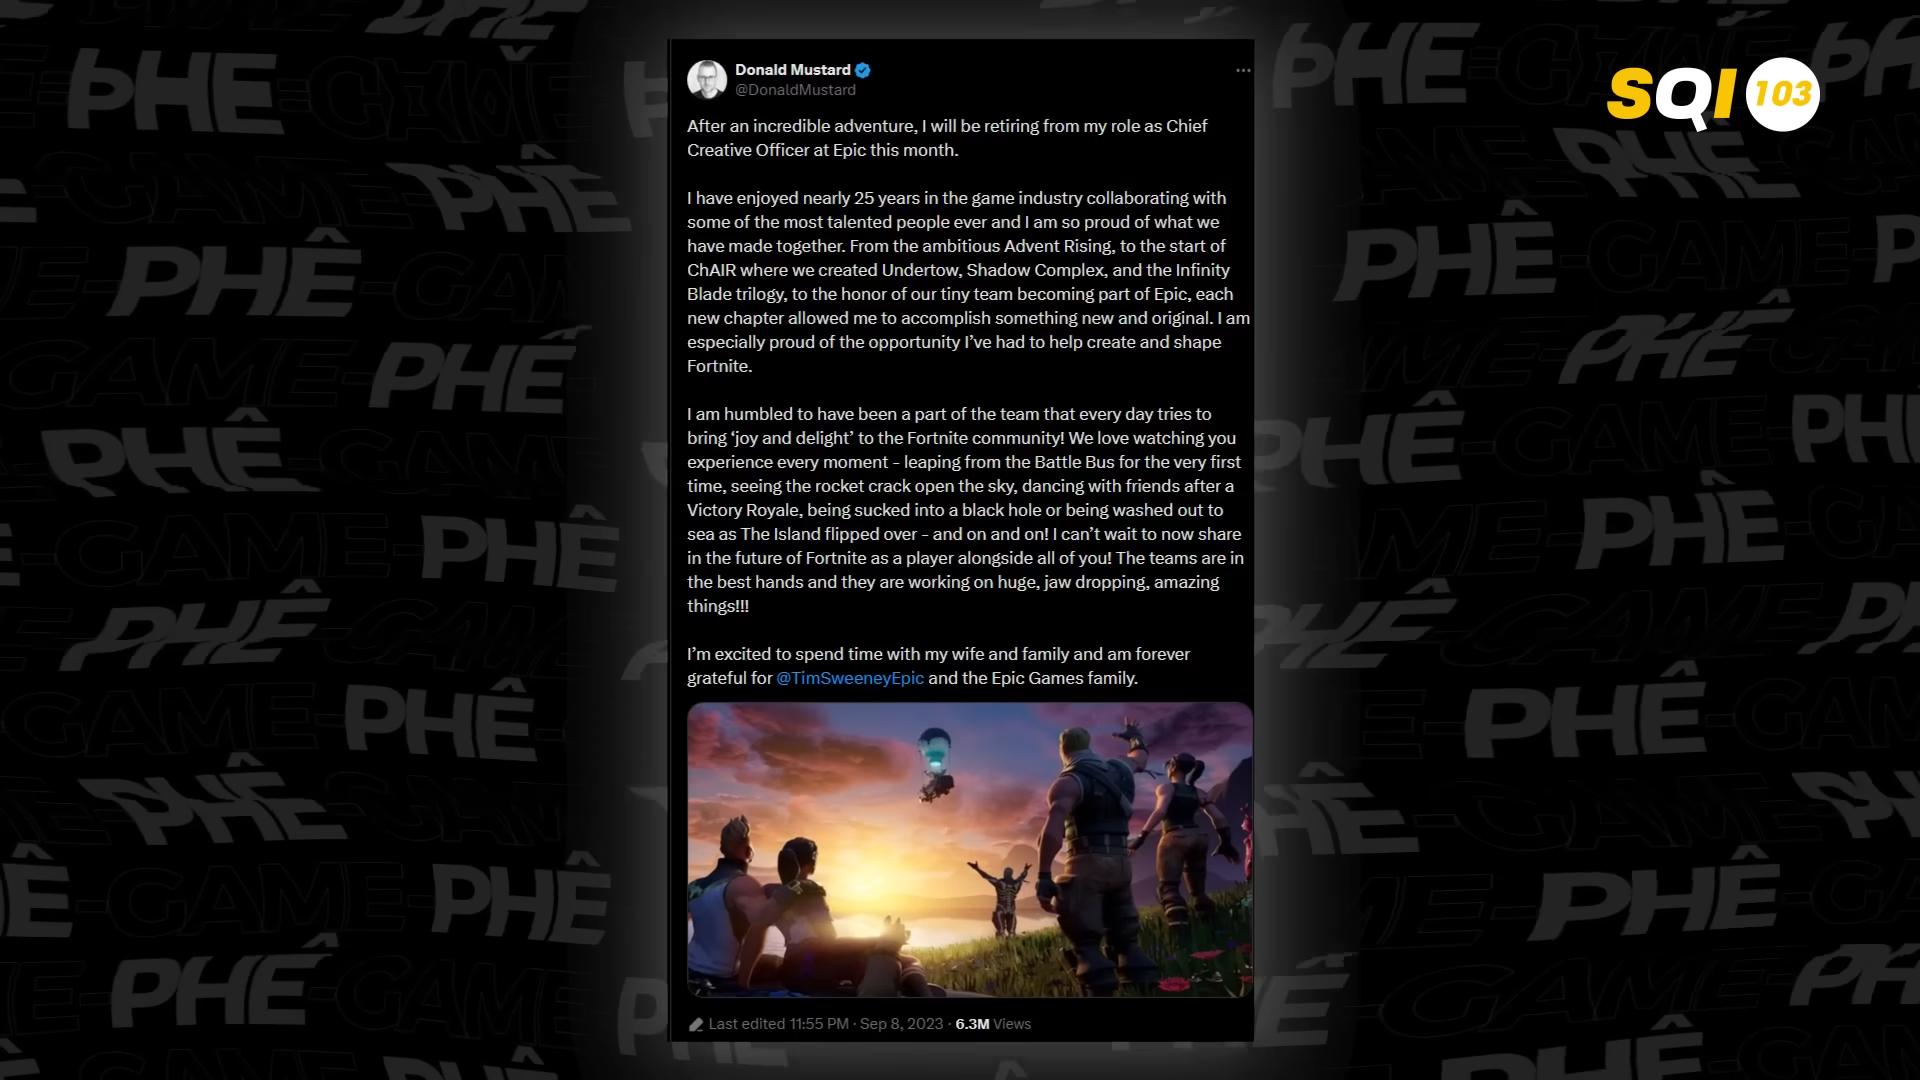 SQI 103
Donald Mustard
@DonaldMustard
After an incredible adventure, I will be retiring from my role as Chief
Creative Officer at Epic this month.
I have enjoyed nearly 25 years in the game industry collaborating with
some of the most talented people ever and I am so proud of what we
have made together. From the ambitious Advent Rising, to the start of
ChAIR where we created Undertow, Shadow Complex, and the Infinity
Blade trilogy, to the honor of our tiny team becoming part of Epic, each
new chapter allowed me to accomplish something new and original. I am
especially proud of the opportunity I’ve had to help create and shape
Fortnite.
I am humbled to have been a part of the team that every day tries to
bring ‘joy and delight’ to the Fortnite community! We love watching you
experience every moment - leaping from the Battle Bus for the very first
time, seeing the rocket crack open the sky, dancing with friends after a
Victory Royale, being sucked into a black hole or being washed out to
sea as The Island flipped over - and on and on! I can’t wait to now share
in the future of Fortnite as a player alongside all of you! The teams are in
the best hands and they are working on huge, jaw dropping, amazing
things!!!
I’m excited to spend time with my wife and family and am forever
grateful for @TimSweeneyEpic and the Epic Games family.
Last edited 11:55 PM · Sep 8, 2023 · 6.3M Views